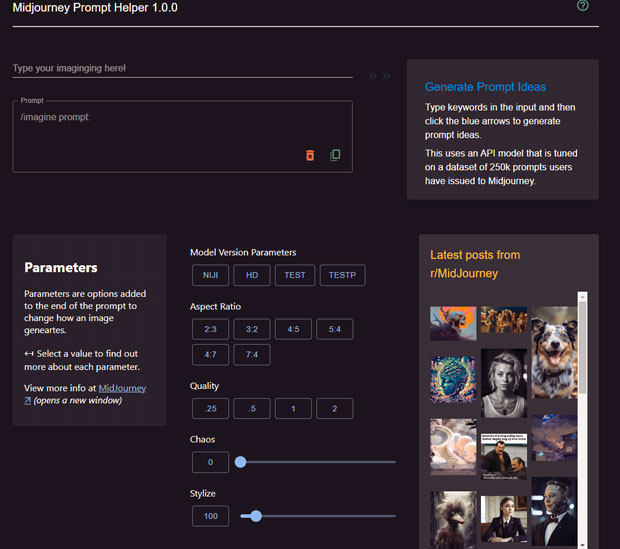 Midjourney Prompt Helper 1.0.0
Type your imaginging here!
Generate Prompt Ideas
Type keywords in the input and then
click the blue arrows to generate
prompt ideas.
This uses an API model that is tuned
on a dataset of 250k prompts users
have issued to Midjourney.
Prompt
/imagine prompt:
Parameters
Parameters are options added
to the end of the prompt to
change how an image
geneartes.
↤ Select a value to find out
more about each parameter.
View more info at MidJourney
(opens a new window)
Model Version Parameters
NIJI HD TEST TESTP
Aspect Ratio
2:3 3:2 4:5 5:4
4:7 7:4
Quality
.25 .5 1 2
Chaos
0
Stylize
100
Latest posts from
r/MidJourney